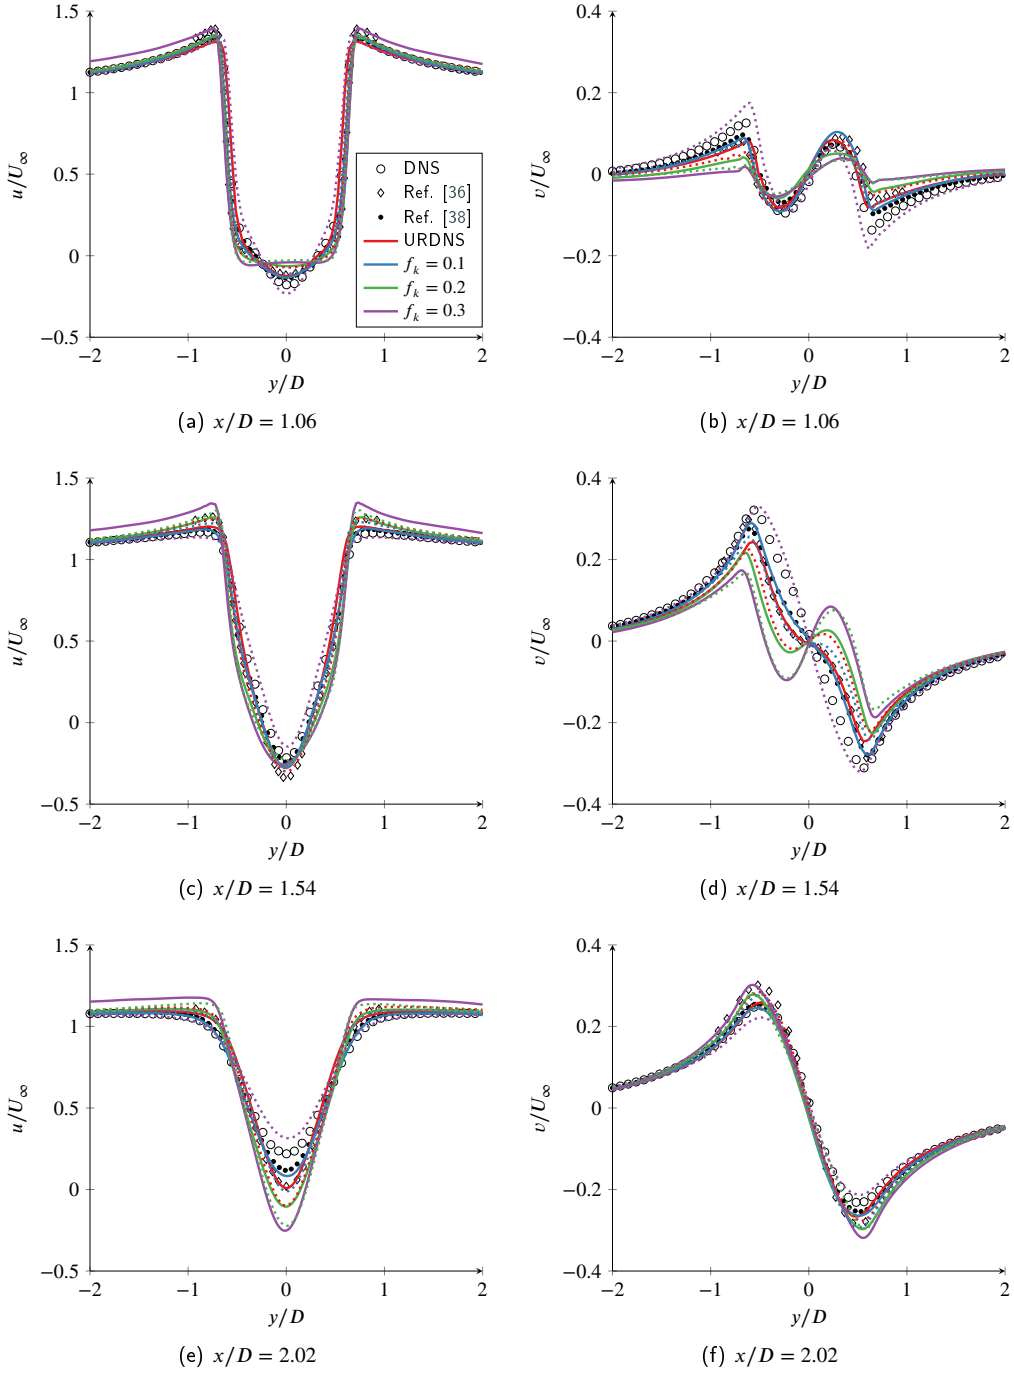 1.5
1
0.5
0
−0.5
−2
−1
0
1
2
u/U∞
y/D
DNS
Ref. [36]
Ref. [38]
URDNS
f_k = 0.1
f_k = 0.2
f_k = 0.3
(a) x/D = 1.06
0.4
0.2
0
−0.2
−0.4
−2
−1
0
1
2
v/U∞
y/D
(b) x/D = 1.06
1.5
1
0.5
0
−0.5
−2
−1
0
1
2
u/U∞
y/D
(c) x/D = 1.54
0.4
0.2
0
−0.2
−0.4
−2
−1
0
1
2
v/U∞
y/D
(d) x/D = 1.54
1.5
1
0.5
0
−0.5
−2
−1
0
1
2
u/U∞
y/D
(e) x/D = 2.02
0.4
0.2
0
−0.2
−0.4
−2
−1
0
1
2
v/U∞
y/D
(f) x/D = 2.02